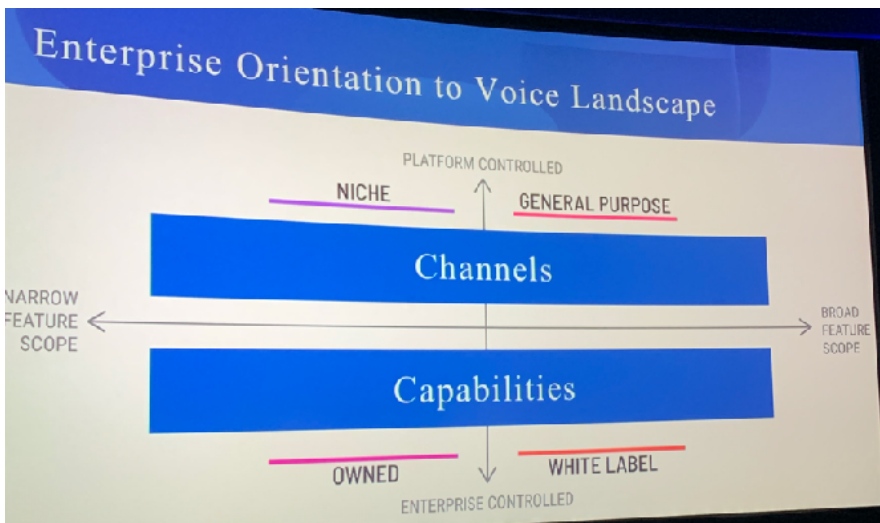 Enterprise Orientation to Voice Landscape
PLATFORM CONTROLLED
NICHE
GENERAL PURPOSE
Channels
NARROW
FEATURE
SCOPE
BROAD
FEATURE
SCOPE
Capabilities
OWNED
WHITE LABEL
ENTERPRISE CONTROLLED